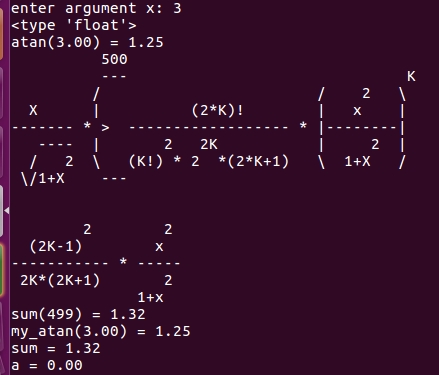 enter argument x: 3
<type 'float'>
atan(3.00) = 1.25
          500
          ---                                   K
         /                          /    2   \
  X      |          (2*K)!          |   x    |
------- * >  ------------------- * |--------|
   ----  |       2   2K             |     2  |
  /   2  \   (K!) * 2  *(2*K+1)     \  1+X   /
 \/1+X    ---

        2        2
  (2K-1)        x
----------- * -----
 2K*(2K+1)       2
              1+x
sum(499) = 1.32
my_atan(3.00) = 1.25
sum = 1.32
a = 0.00